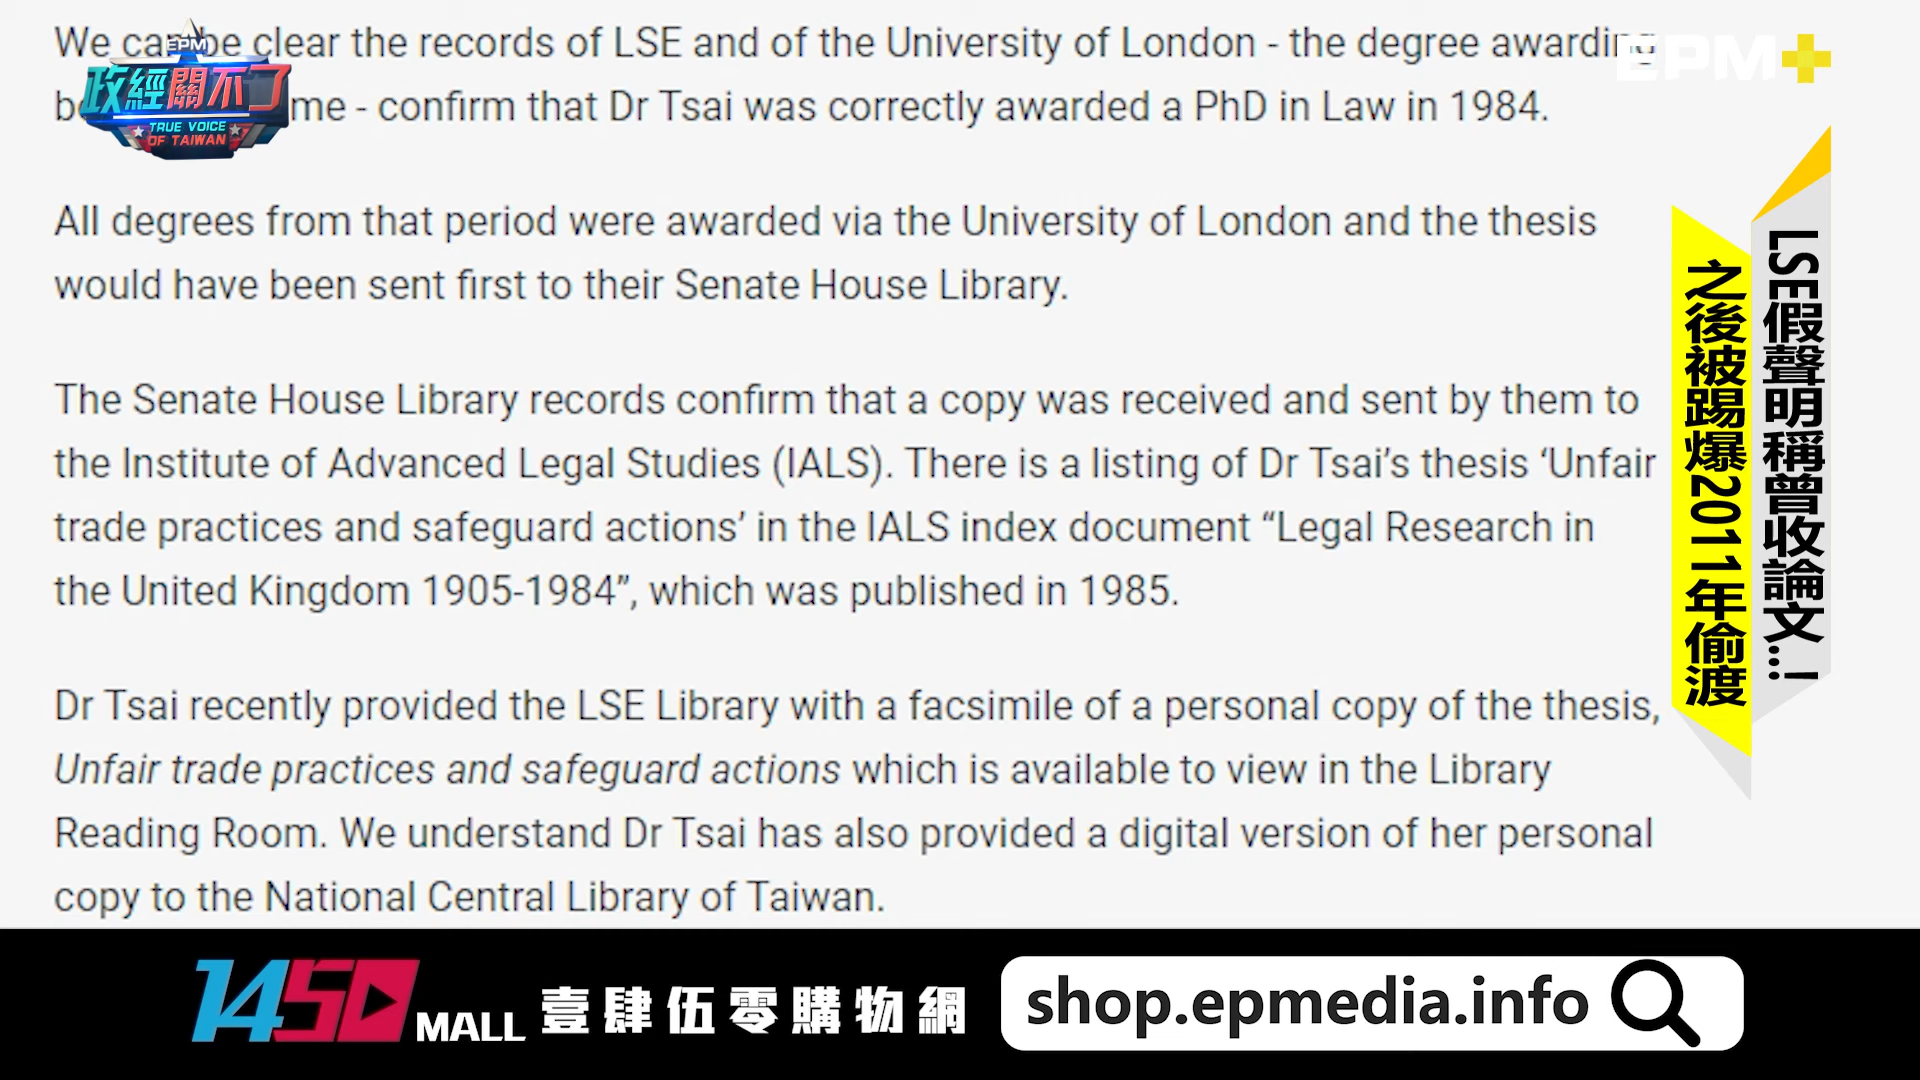 We can be clear the records of LSE and of the University of London - the degree awarding
me - confirm that Dr Tsai was correctly awarded a PhD in Law in 1984.
All degrees from that period were awarded via the University of London and the thesis
would have been sent first to their Senate House Library.
The Senate House Library records confirm that a copy was received and sent by them to
the Institute of Advanced Legal Studies (IALS). There is a listing of Dr Tsai’s thesis ‘Unfair
trade practices and safeguard actions’ in the IALS index document “Legal Research in
the United Kingdom 1905-1984”, which was published in 1985.
Dr Tsai recently provided the LSE Library with a facsimile of a personal copy of the thesis,
Unfair trade practices and safeguard actions which is available to view in the Library
Reading Room. We understand Dr Tsai has also provided a digital version of her personal
copy to the National Central Library of Taiwan.
EPM
政經關不了
TRUE VOICE
OF TAIWAN
EPM+
LSE假聲明稱曾收論文...!
之後被踢爆2011年偷渡
1450 MALL 壹肆伍零購物網
shop.epmedia.info